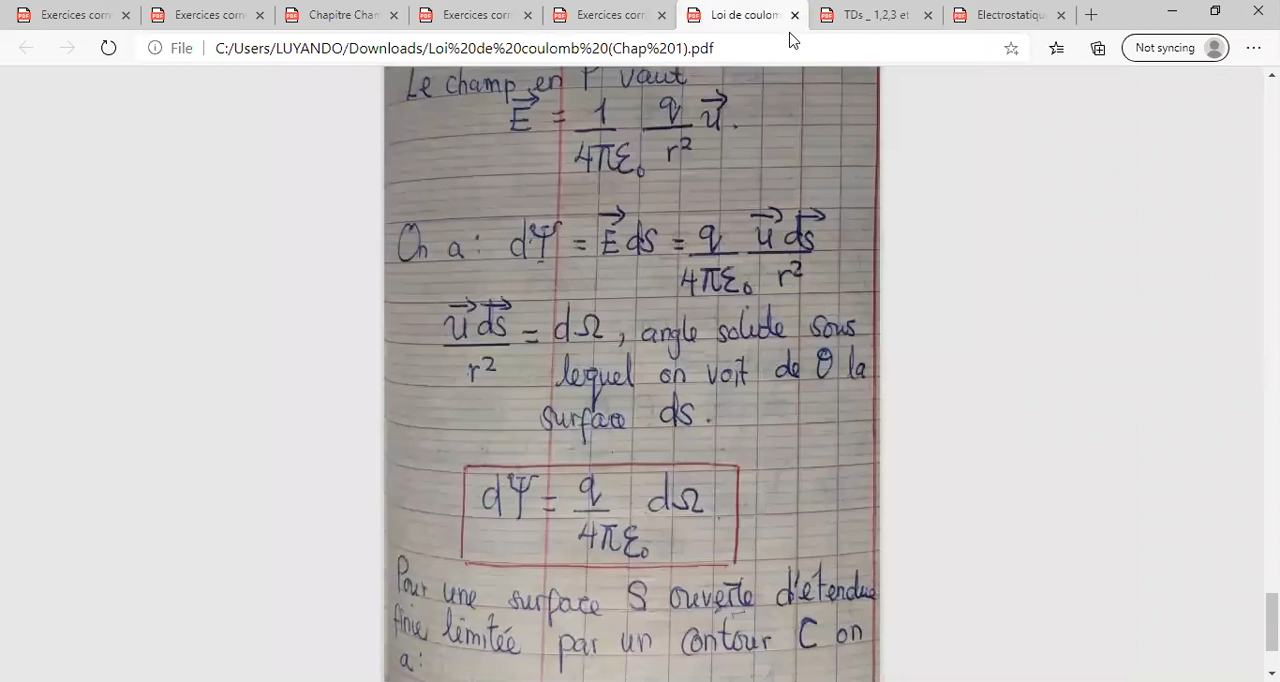 Exercices corr
Exercices corr
Chapitre Chan
Exercices corr
Exercices corr
Loi de coulom
TDs _ 1,2,3 et
Electrostatiqu
File C:/Users/LUYANDO/Downloads/Loi%20de%20coulomb%20(Chap%201).pdf Not syncing
Le champ en P vaut
E⃗ = 1/4πε₀ q/r² u⃗.
On a : dΨ = E⃗ ds = q/4πε₀ u⃗ ds⃗/r²
u⃗ ds⃗/r² = dΩ, angle solide sous
lequel on voit de O la
surface ds.
dΨ = q/4πε₀ dΩ
Pour une surface S ouverte d'étendue
finie, limitée par un contour C on
a :